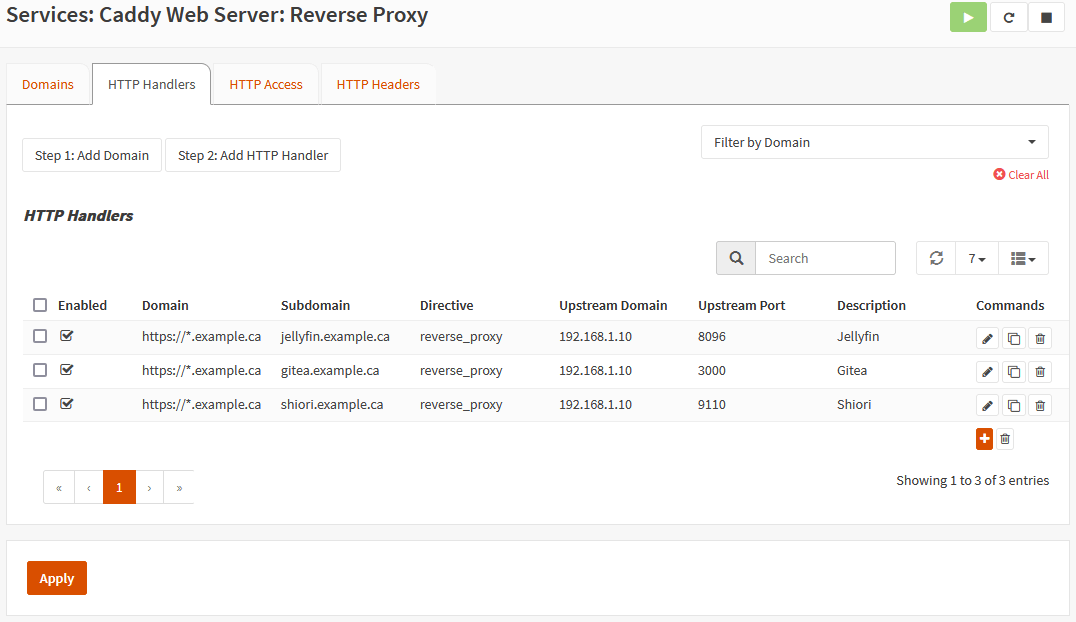 Services: Caddy Web Server: Reverse Proxy
Domains HTTP Handlers HTTP Access HTTP Headers
Step 1: Add Domain Step 2: Add HTTP Handler Filter by Domain
Clear All
HTTP Handlers
Search 7
Enabled Domain Subdomain Directive Upstream Domain Upstream Port Description Commands
https://*.example.ca jellyfin.example.ca reverse_proxy 192.168.1.10 8096 Jellyfin
https://*.example.ca gitea.example.ca reverse_proxy 192.168.1.10 3000 Gitea
https://*.example.ca shiori.example.ca reverse_proxy 192.168.1.10 9110 Shiori
« ‹ 1 › » Showing 1 to 3 of 3 entries
Apply